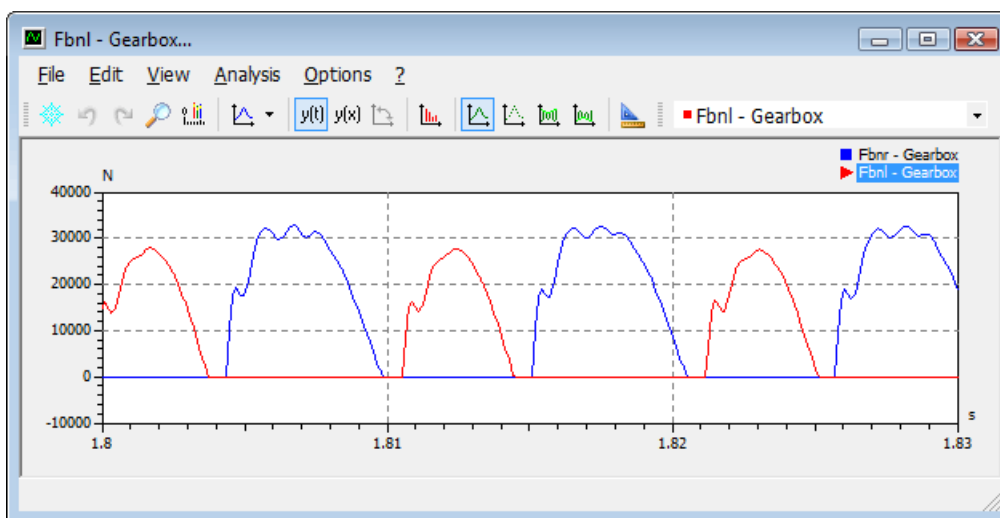 Fbnl - Gearbox...
File Edit View Analysis Options ?
y(t) y(x) Fbnl - Gearbox
Fbnr - Gearbox
Fbnl - Gearbox
N
40000
30000
20000
10000
0
-10000
s
1.8 1.81 1.82 1.83